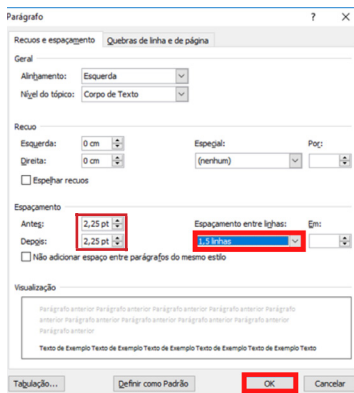 Parágrafo ? X
Recuos e espaçamento Quebras de linha e de página
Geral
Alinhamento: Esquerda
Nível do tópico: Corpo de Texto
Recuo
Esquerda: 0 cm Especial: Por:
Direita: 0 cm (nenhum)
Espelhar recuos
Espaçamento
Antes: 2,25 pt Espaçamento entre linhas: Em:
Depois: 2,25 pt 1,5 linhas
Não adicionar espaço entre parágrafos do mesmo estilo
Visualização
Parágrafo anterior Parágrafo anterior Parágrafo anterior Parágrafo anterior Parágrafo
anterior Parágrafo anterior Parágrafo anterior Parágrafo anterior Parágrafo anterior
Parágrafo anterior
Texto de Exemplo Texto de Exemplo Texto de Exemplo Texto de Exemplo Texto de Exemplo Texto
Tabulação... Definir como Padrão OK Cancelar